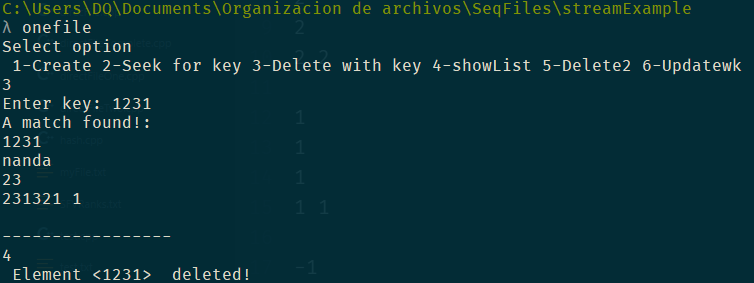 C:\Users\DQ\Documents\Organizacion de archivos\SeqFiles\streamExample
λ onefile
Select option
 1-Create 2-Seek for key 3-Delete with key 4-showList 5-Delete2 6-Updatewk
3
Enter key: 1231
A match found!:
1231
nanda
23
231321 1

-----------------
4
 Element <1231>  deleted!